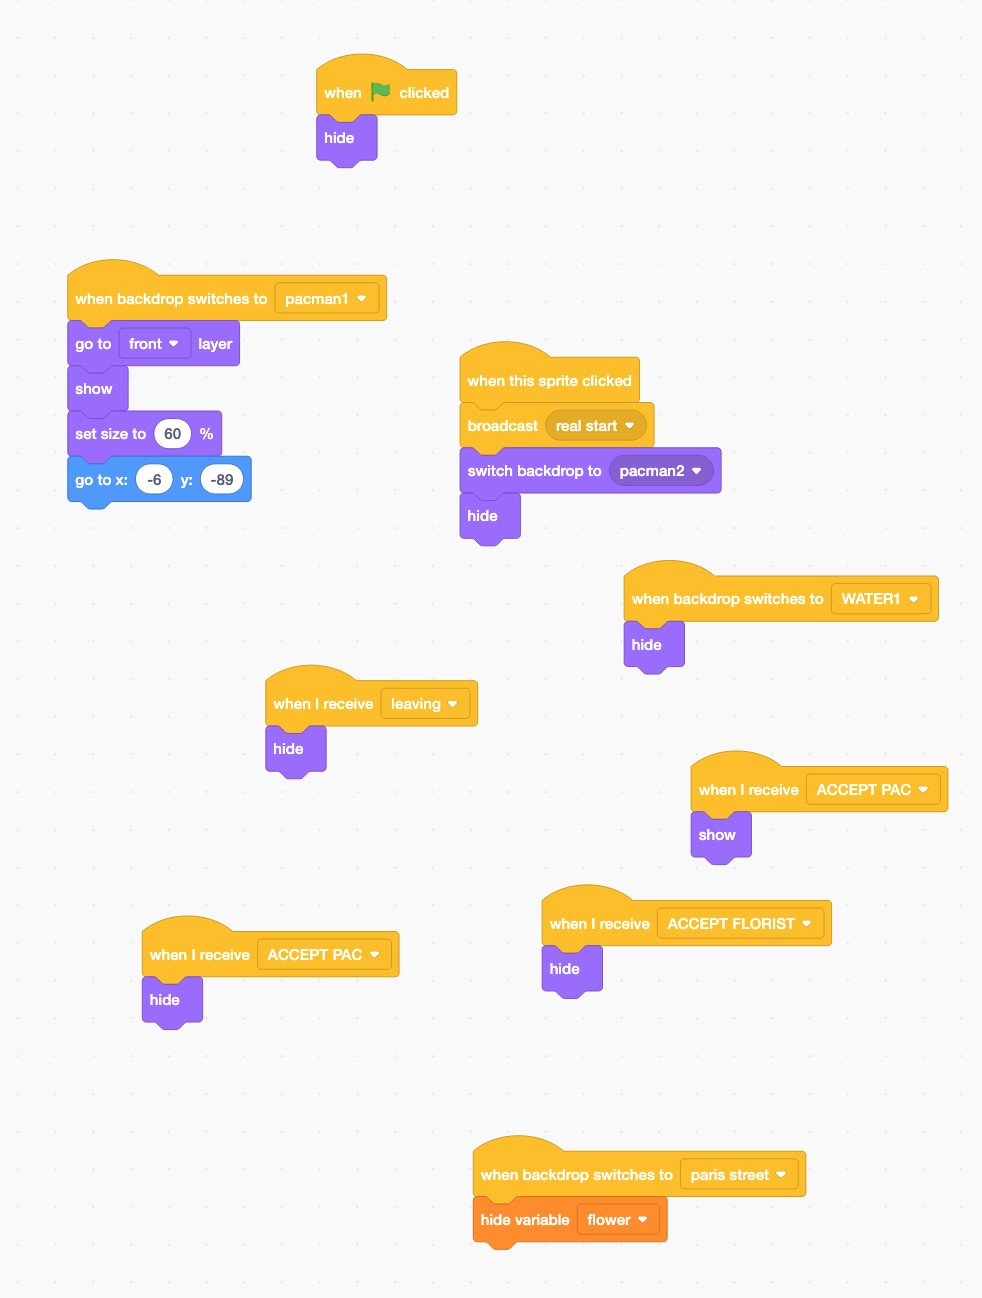 when clicked
hide
when backdrop switches to pacman1
go to front layer
show
set size to 60 %
go to x: -6 y: -89
when this sprite clicked
broadcast real start
switch backdrop to pacman2
hide
when backdrop switches to WATER1
hide
when I receive leaving
hide
when I receive ACCEPT PAC
show
when I receive ACCEPT FLORIST
hide
when I receive ACCEPT PAC
hide
when backdrop switches to paris street
hide variable flower